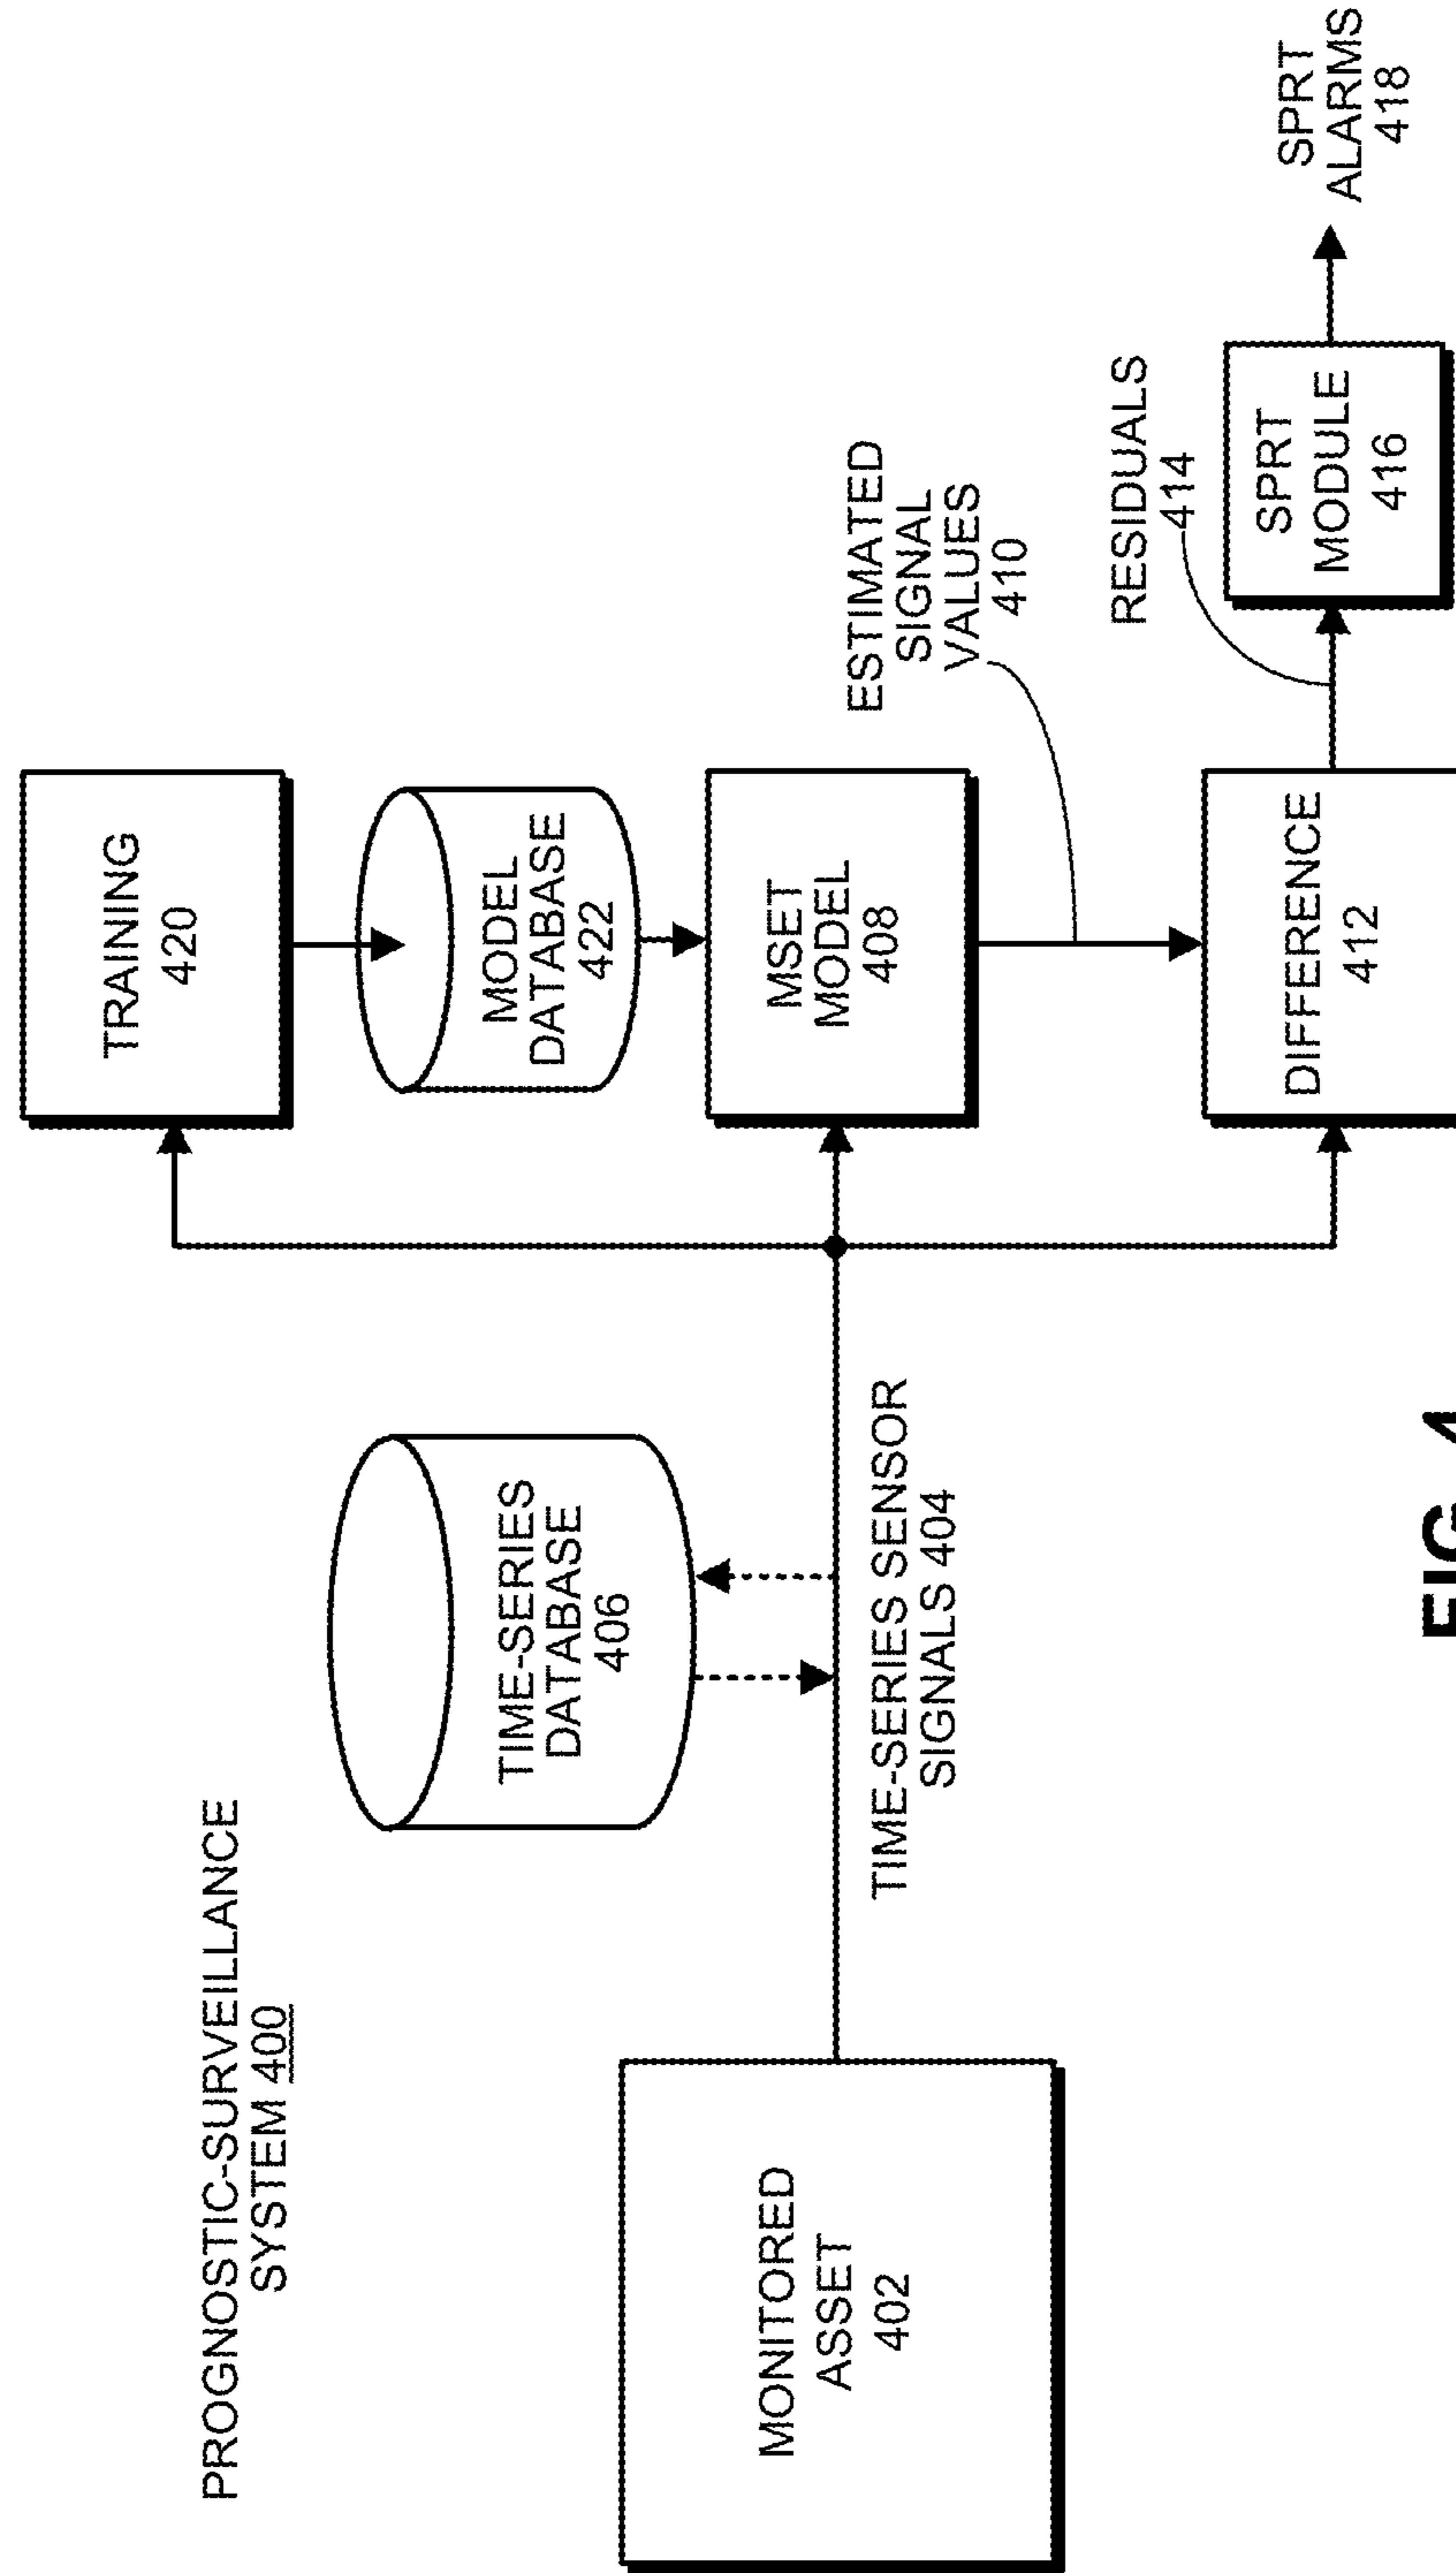 PROGNOSTIC-SURVEILLANCE
SYSTEM 400
MONITORED
ASSET
402
TIME-SERIES
DATABASE
406
TIME-SERIES SENSOR
SIGNALS 404
TRAINING
420
MODEL
DATABASE
422
MSET
MODEL
408
ESTIMATED
SIGNAL
VALUES
410
DIFFERENCE
412
RESIDUALS
414
SPRT
MODULE
416
SPRT
ALARMS
418
FIG. 4